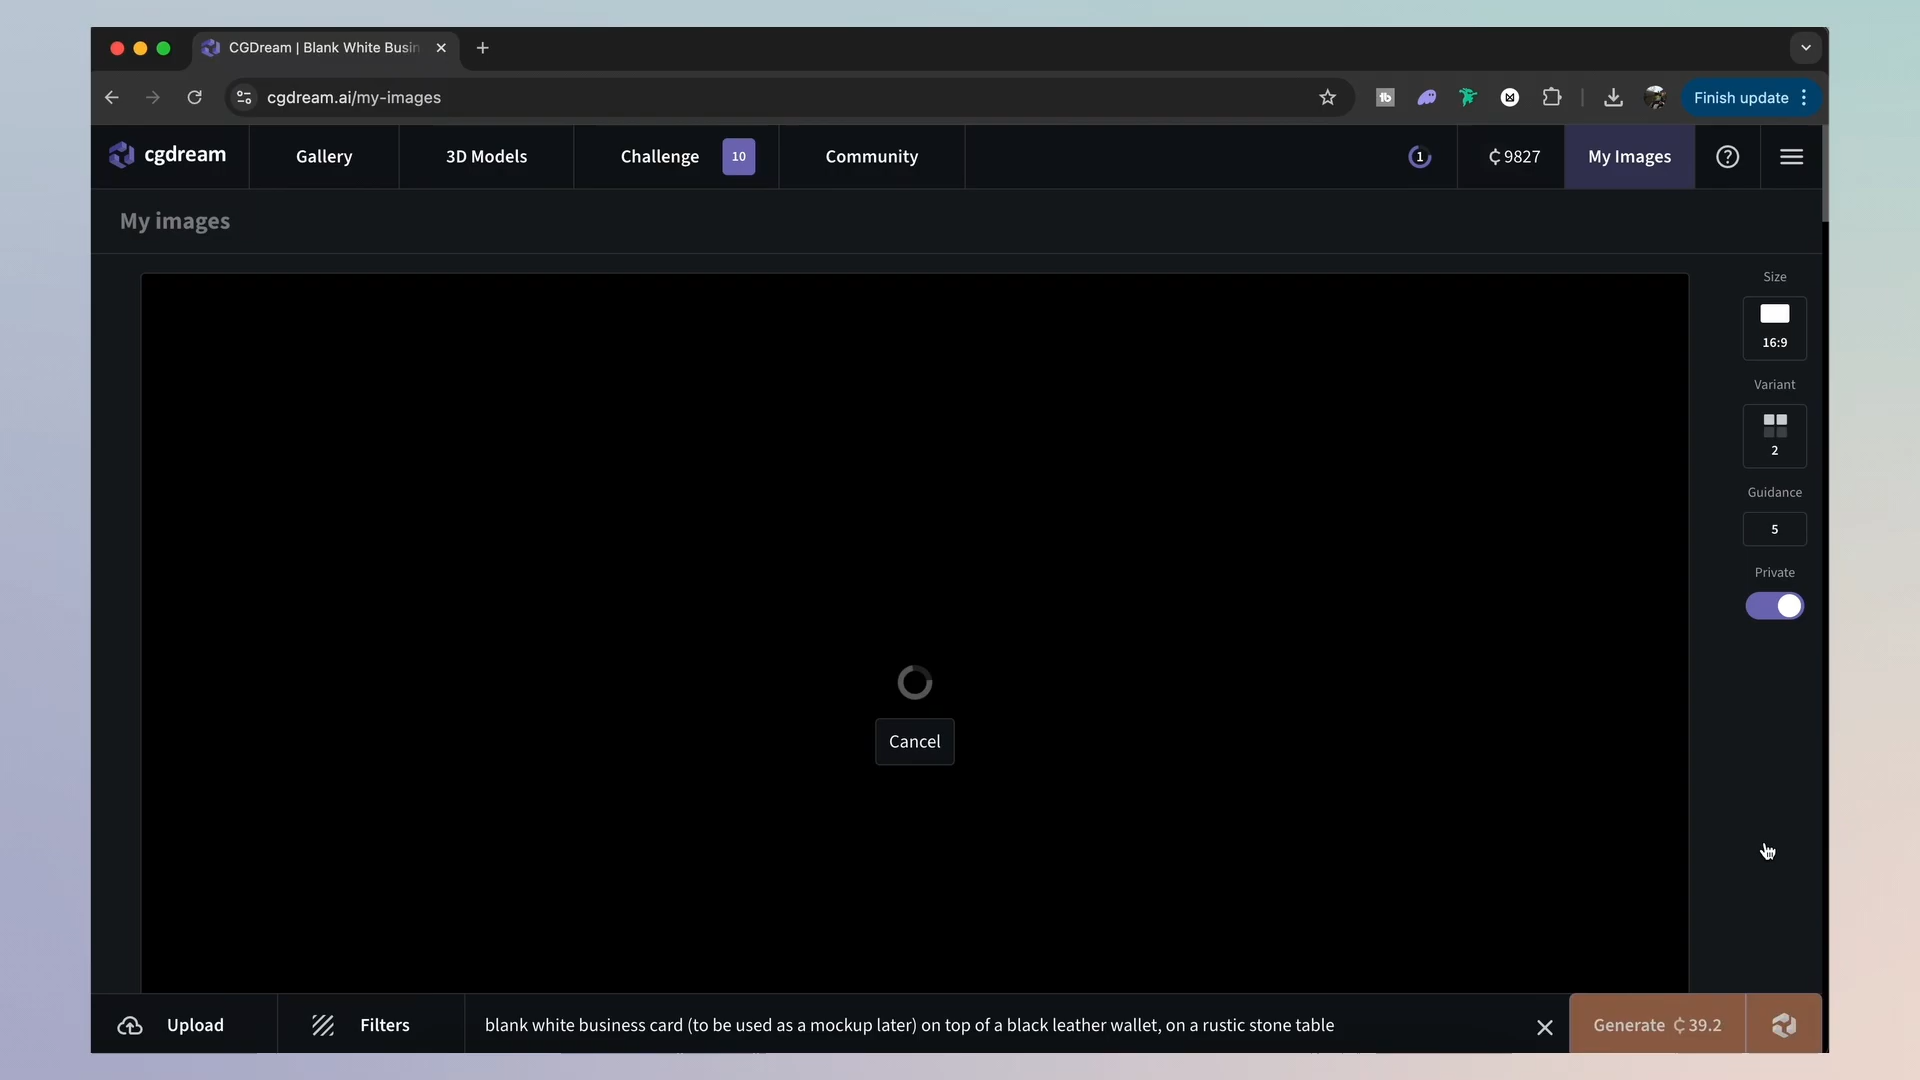 CGDream | Blank White Busin
cgdream.ai/my-images
Finish update
cgdream
Gallery
3D Models
Challenge 10
Community
1
₵ 9827
My Images
My images
Size
16:9
Variant
2
Guidance
5
Private
Cancel
Upload
Filters
blank white business card (to be used as a mockup later) on top of a black leather wallet, on a rustic stone table
Generate ₵ 39.2